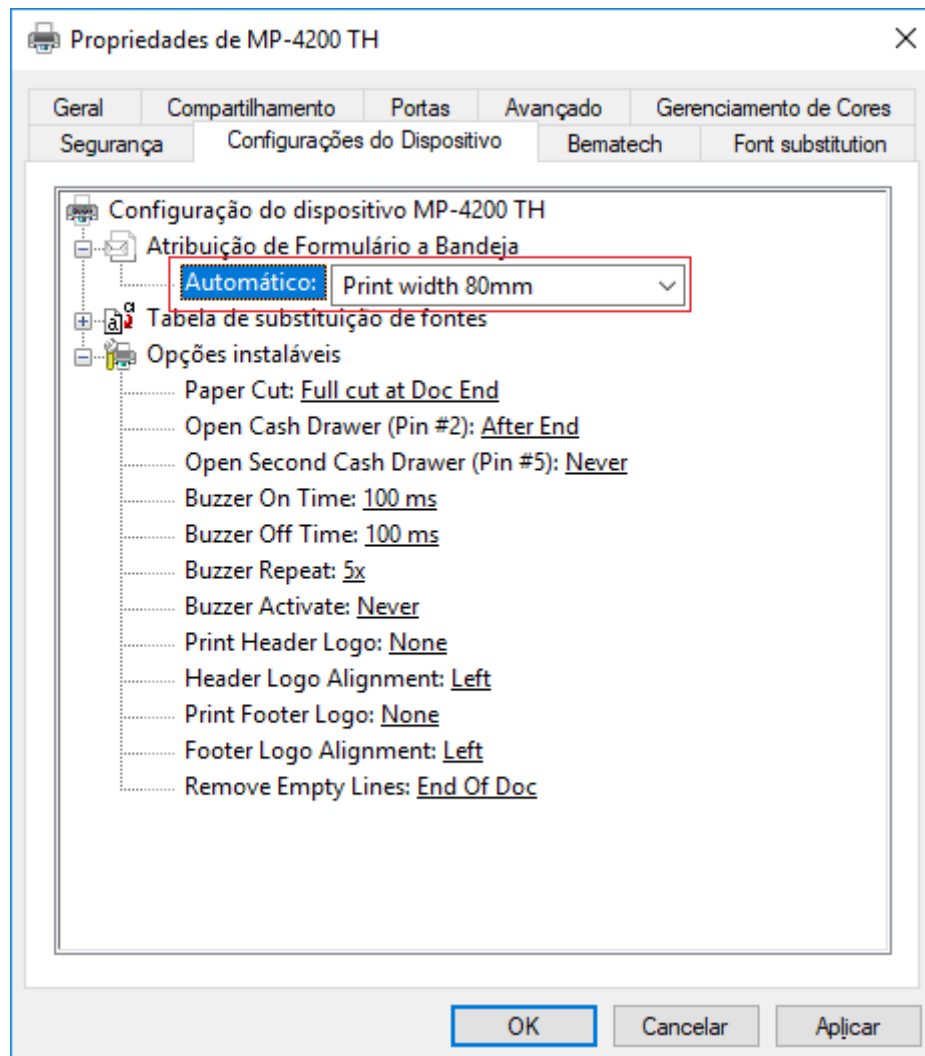 Propriedades de MP-4200 TH
Geral Compartilhamento Portas Avançado Gerenciamento de Cores
Segurança Configurações do Dispositivo Bematech Font substitution
Configuração do dispositivo MP-4200 TH
Atribuição de Formulário a Bandeja
Automático: Print width 80mm
Tabela de substituição de fontes
Opções instaláveis
Paper Cut: Full cut at Doc End
Open Cash Drawer (Pin #2): After End
Open Second Cash Drawer (Pin #5): Never
Buzzer On Time: 100 ms
Buzzer Off Time: 100 ms
Buzzer Repeat: 5x
Buzzer Activate: Never
Print Header Logo: None
Header Logo Alignment: Left
Print Footer Logo: None
Footer Logo Alignment: Left
Remove Empty Lines: End Of Doc
OK Cancelar Aplicar